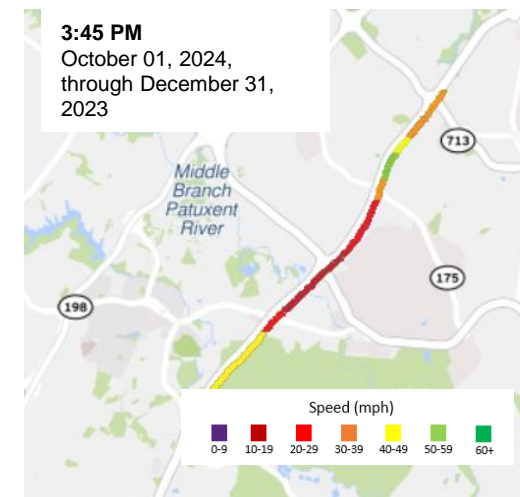 3:45 PM
October 01, 2024,
through December 31,
2023
713
Middle
Branch
Patuxent
River
175
198
Speed (mph)
0-9 10-19 20-29 30-39 40-49 50-59 60+